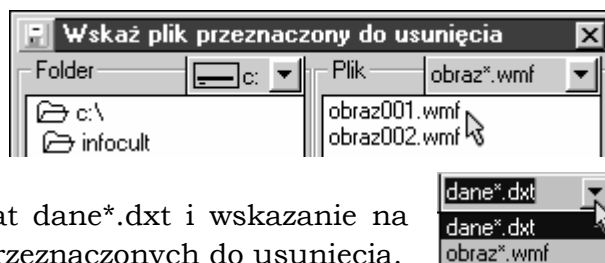 Wskaż plik przeznaczony do usunięcia
Folder c: Plik obraz*.wmf
c:\
infocult
obraz001.wmf
obraz002.wmf
at dane*.dxt i wskazanie na
rzeznaczonych do usunięcia.
dane*.dxt
dane*.dxt
obraz*.wmf